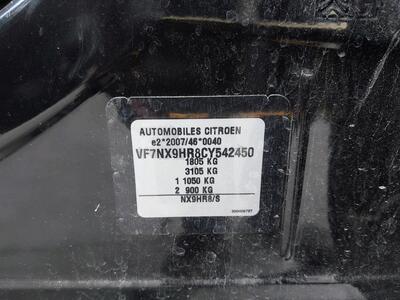 AUTOMOBILES CITROEN
e2*2007/46*0040
VF7NX9HR8CY542450
1805 KG
3105 KG
1 1050 KG
2 900 KG
NX9HR8/S